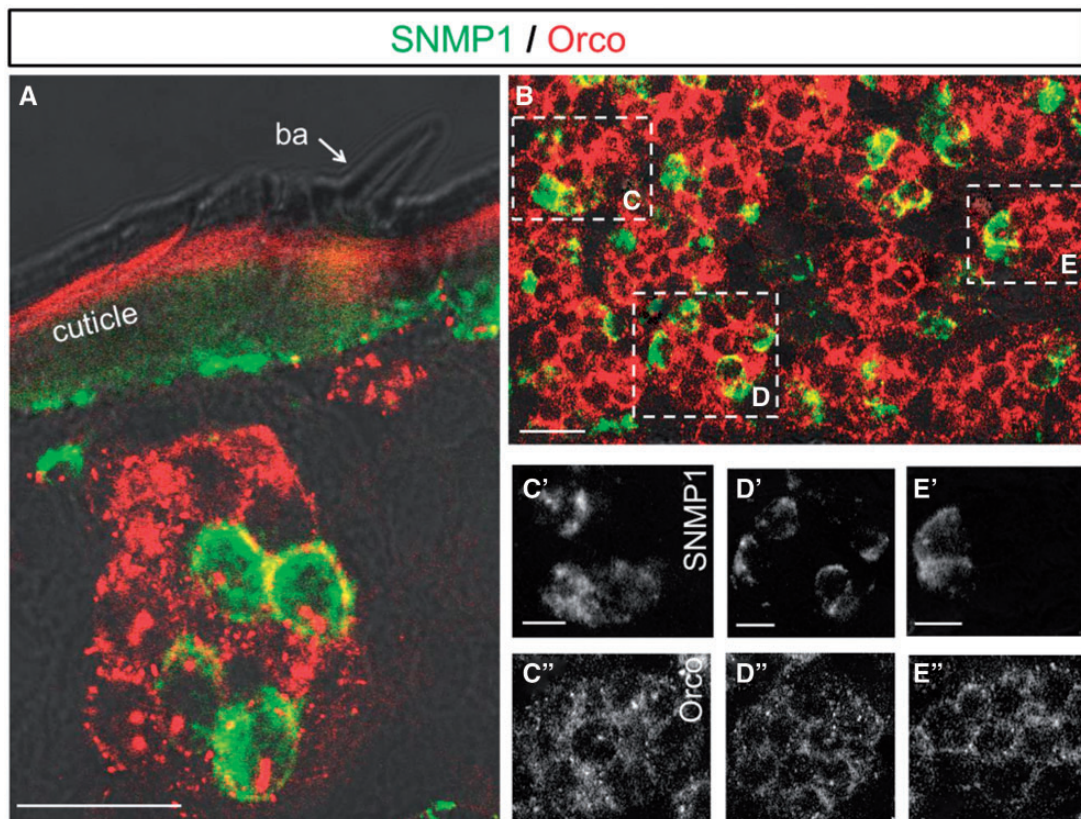 SNMP1 / Orco
A
ba
cuticle
B
C
E
D
C’
SNMP1
D’
E’
C”
Orco
D”
E”